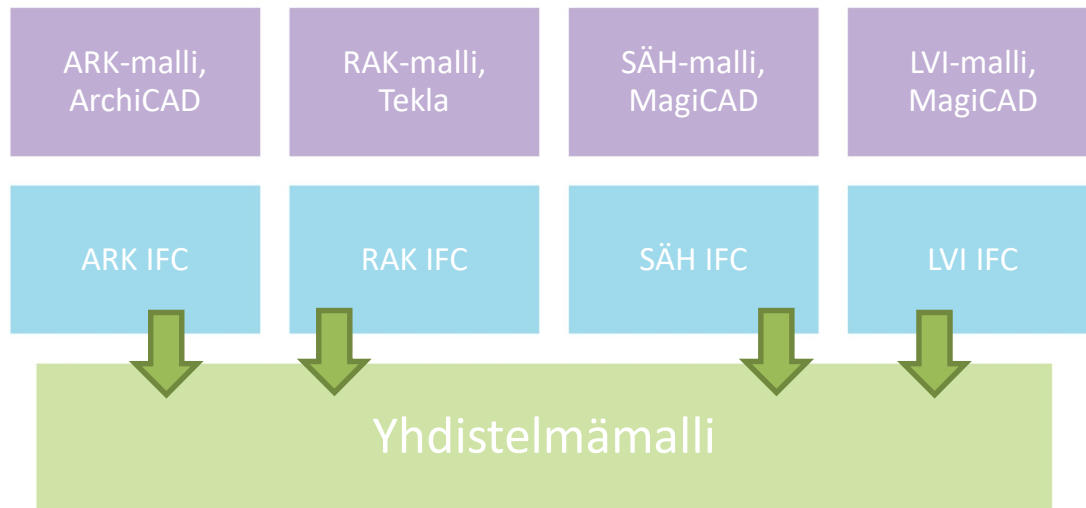 ARK-malli,
ArchiCAD
RAK-malli,
Tekla
SÄH-malli,
MagiCAD
LVI-malli,
MagiCAD
ARK IFC
RAK IFC
SÄH IFC
LVI IFC
Yhdistelmämalli